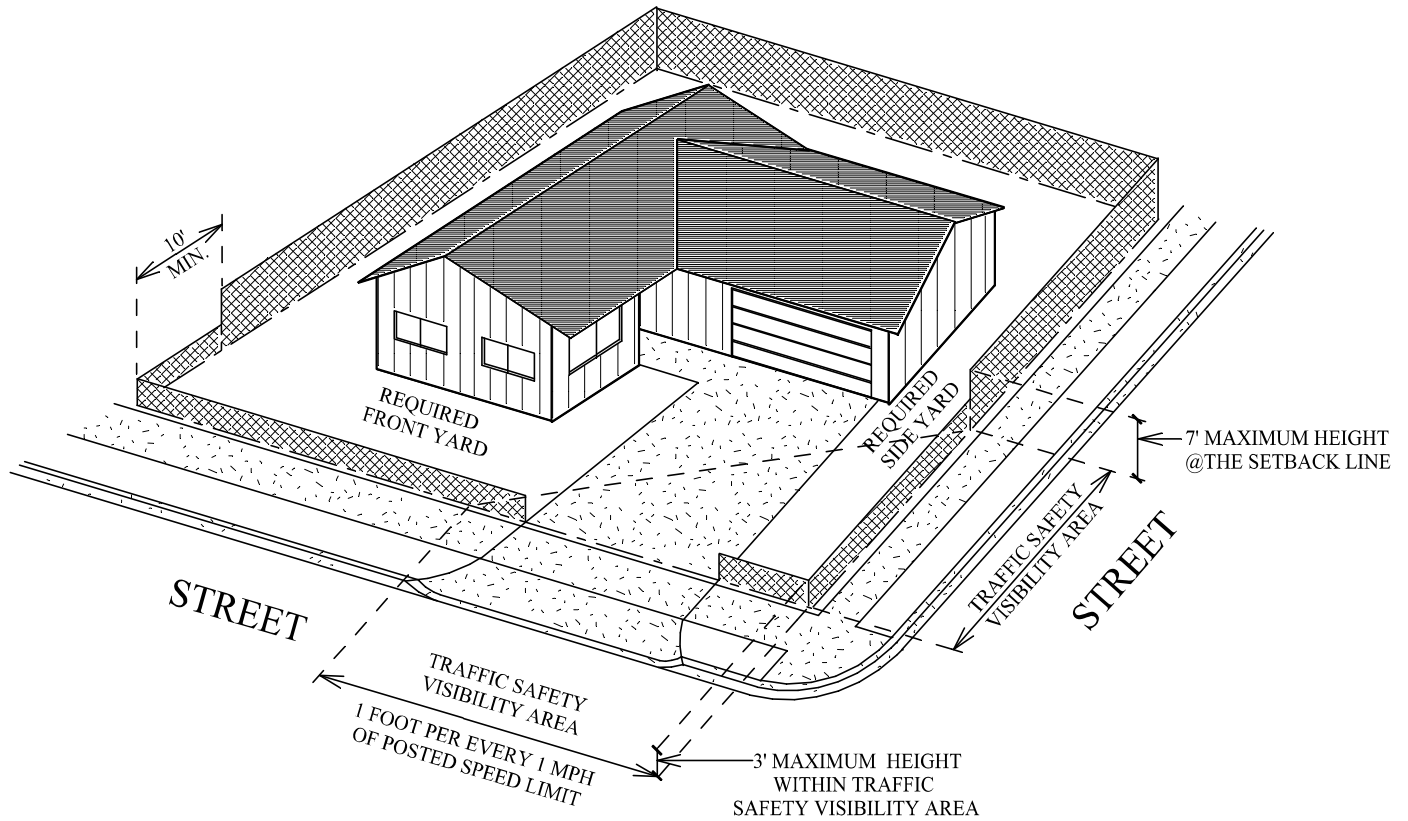 10'
MIN.
REQUIRED
FRONT YARD
REQUIRED
SIDE YARD
7' MAXIMUM HEIGHT
@THE SETBACK LINE
TRAFFIC SAFETY
VISIBILITY AREA
STREET
STREET
TRAFFIC SAFETY
VISIBILITY AREA
1 FOOT PER EVERY 1 MPH
OF POSTED SPEED LIMIT
3' MAXIMUM HEIGHT
WITHIN TRAFFIC
SAFETY VISIBILITY AREA